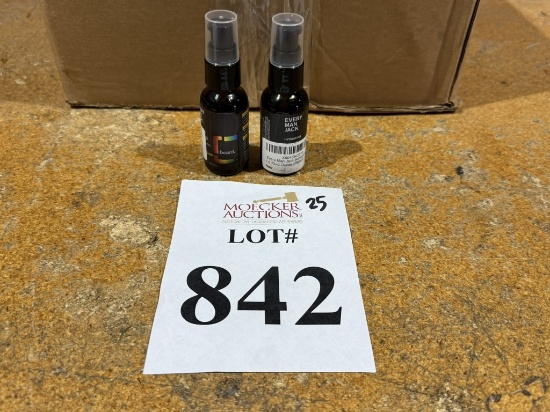 beard.
EVERY
MAN
JACK.
25
MOECKER
AUCTIONS
LOT#
842